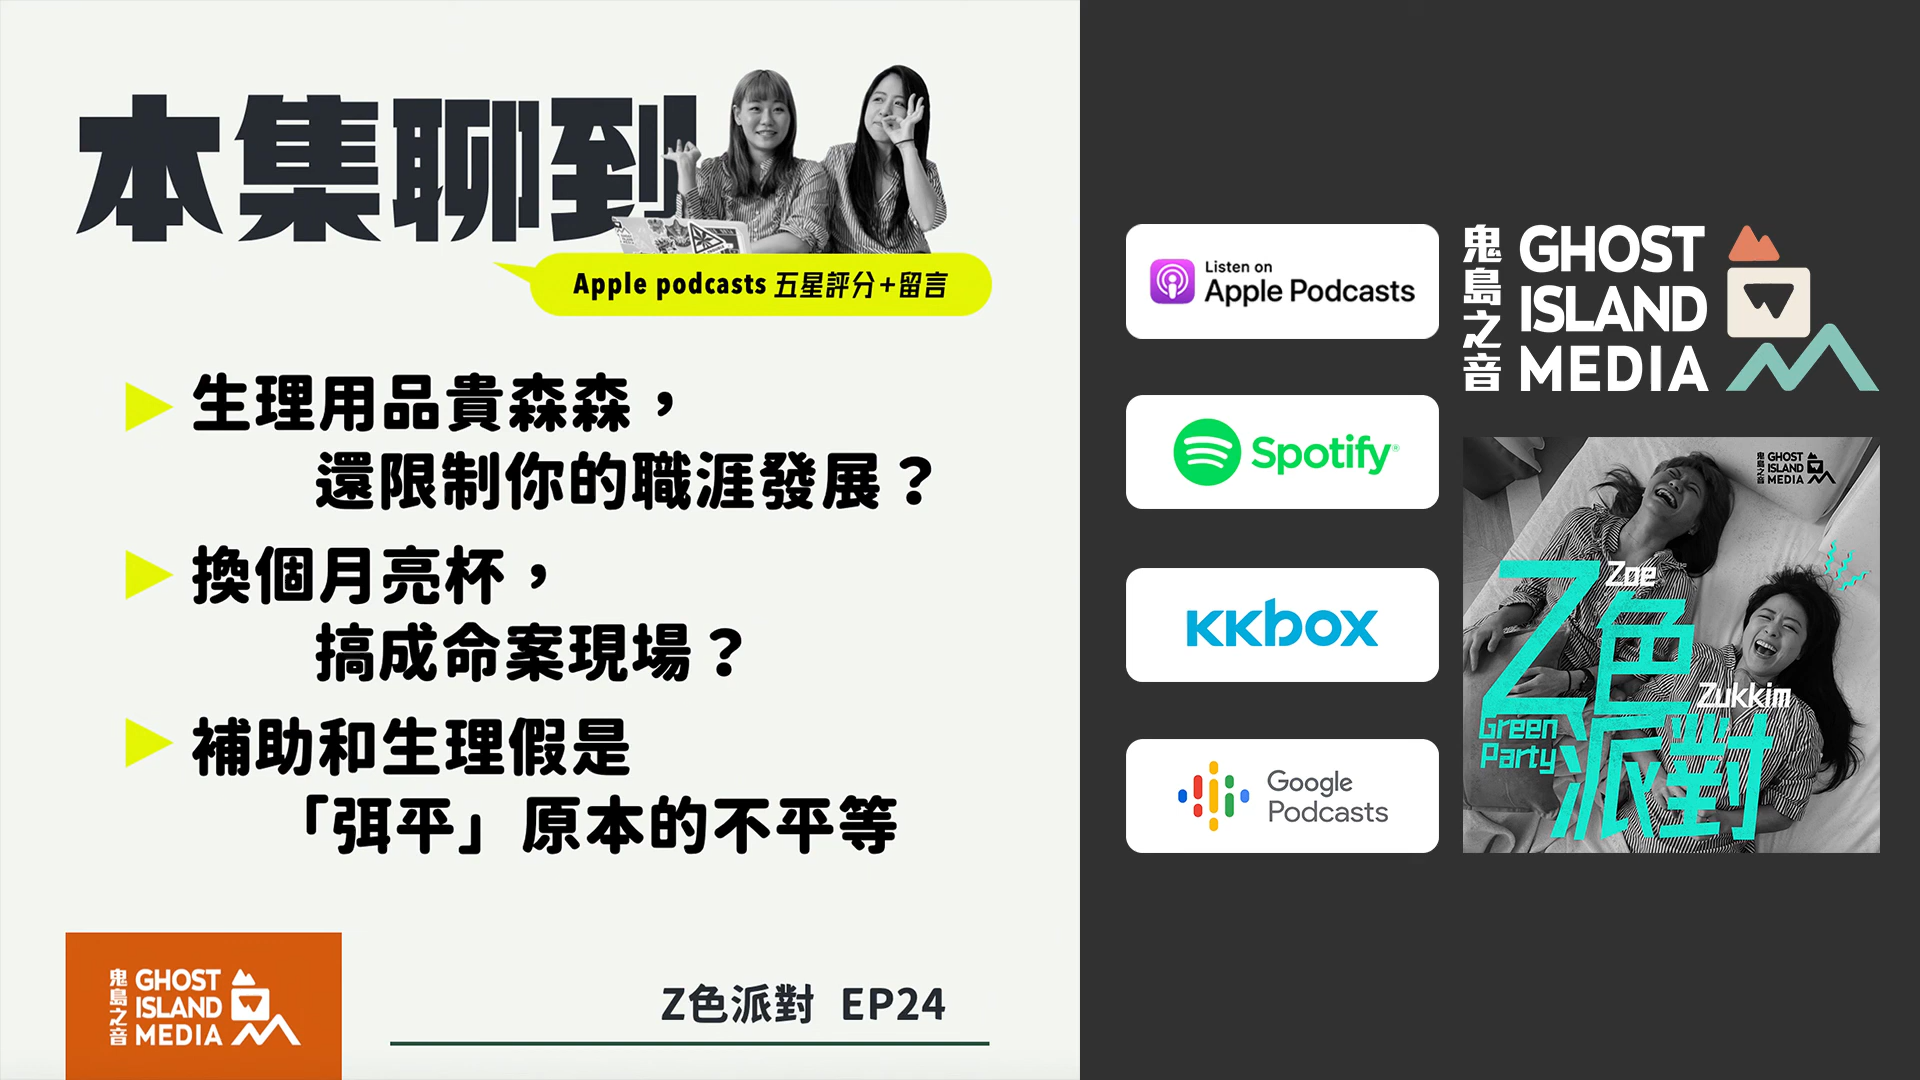 本集聊到
Apple podcasts 五星評分+留言
生理用品貴森森，
還限制你的職涯發展？
換個月亮杯，
搞成命案現場？
補助和生理假是
「弭平」原本的不平等
鬼島之音
GHOST
ISLAND
MEDIA
Z色派對 EP24
Listen on
Apple Podcasts
Spotify®
KKBOX
Google
Podcasts
鬼島之音
GHOST
ISLAND
MEDIA
鬼島之音
GHOST
ISLAND
MEDIA
Zoe
Z色
Zukkim
Green
Party
派對